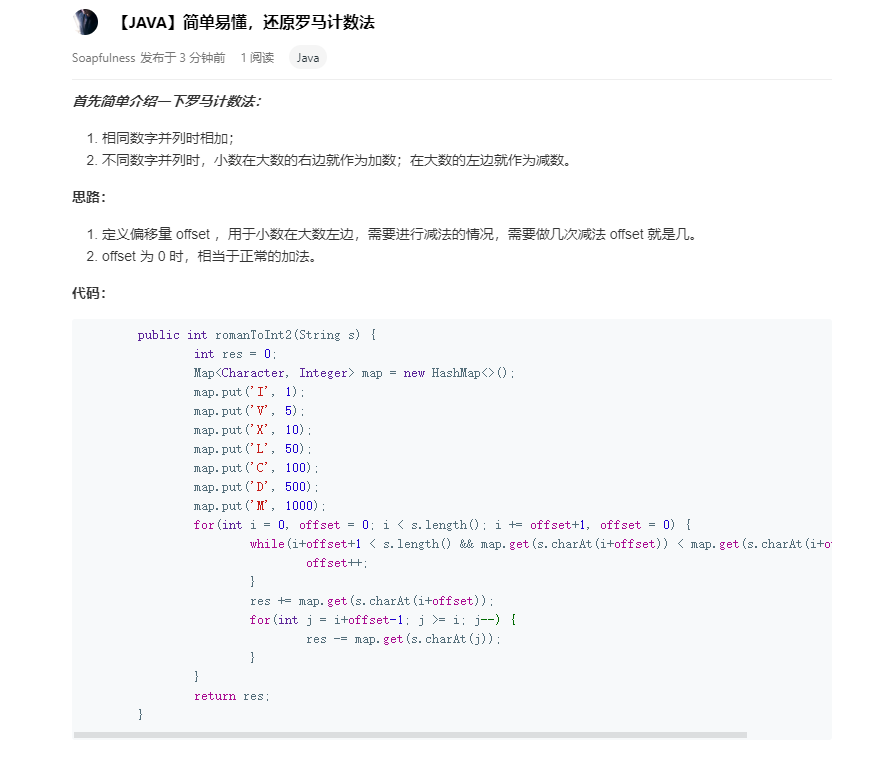 【JAVA】简单易懂，还原罗马计数法
Soapfulness 发布于 3 分钟前 1 阅读 Java
首先简单介绍一下罗马计数法：
1. 相同数字并列时相加；
2. 不同数字并列时，小数在大数的右边就作为加数；在大数的左边就作为减数。
思路：
1. 定义偏移量 offset ，用于小数在大数左边，需要进行减法的情况，需要做几次减法 offset 就是几。
2. offset 为 0 时，相当于正常的加法。
代码：
public int romanToInt2(String s) {
int res = 0;
Map<Character, Integer> map = new HashMap<>();
map.put('I', 1);
map.put('V', 5);
map.put('X', 10);
map.put('L', 50);
map.put('C', 100);
map.put('D', 500);
map.put('M', 1000);
for(int i = 0, offset = 0; i < s.length(); i += offset+1, offset = 0) {
while(i+offset+1 < s.length() && map.get(s.charAt(i+offset)) < map.get(s.charAt(i+o
offset++;
}
res += map.get(s.charAt(i+offset));
for(int j = i+offset-1; j >= i; j--) {
res -= map.get(s.charAt(j));
}
}
return res;
}